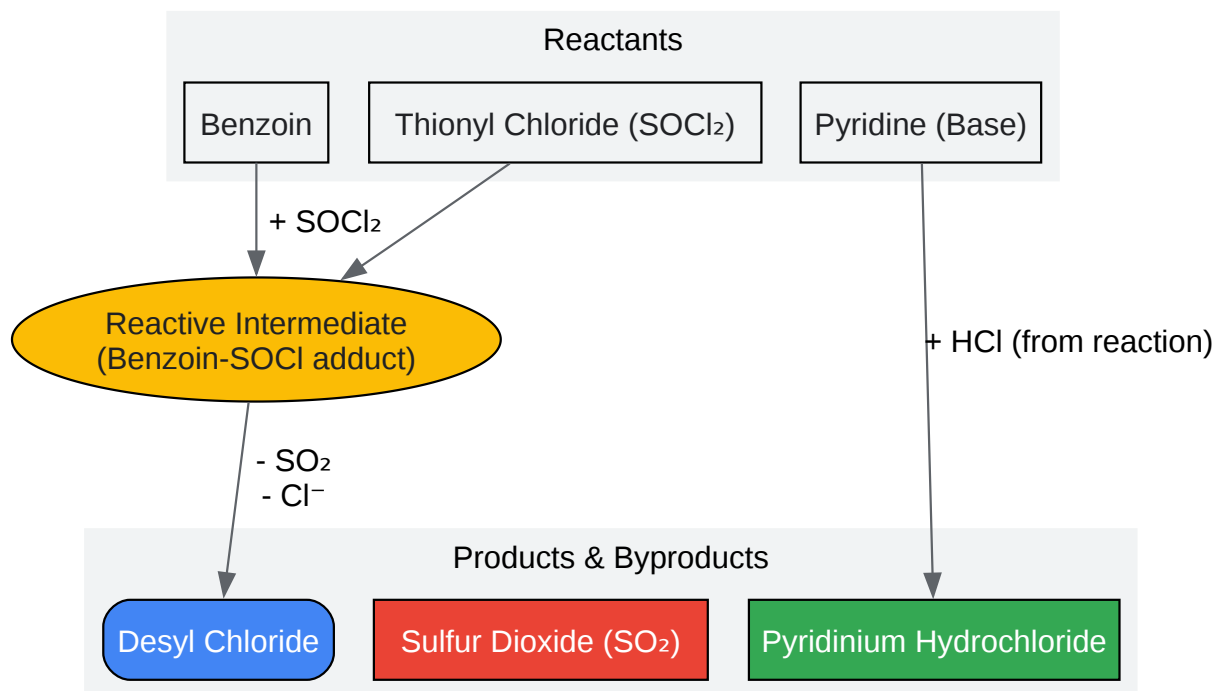 Reactants
Benzoin
Thionyl Chloride (SOCl₂)
Pyridine (Base)
+ SOCl₂
Reactive Intermediate
(Benzoin-SOCl adduct)
+ HCl (from reaction)
- SO₂
- Cl⁻
Products & Byproducts
Desyl Chloride
Sulfur Dioxide (SO₂)
Pyridinium Hydrochloride